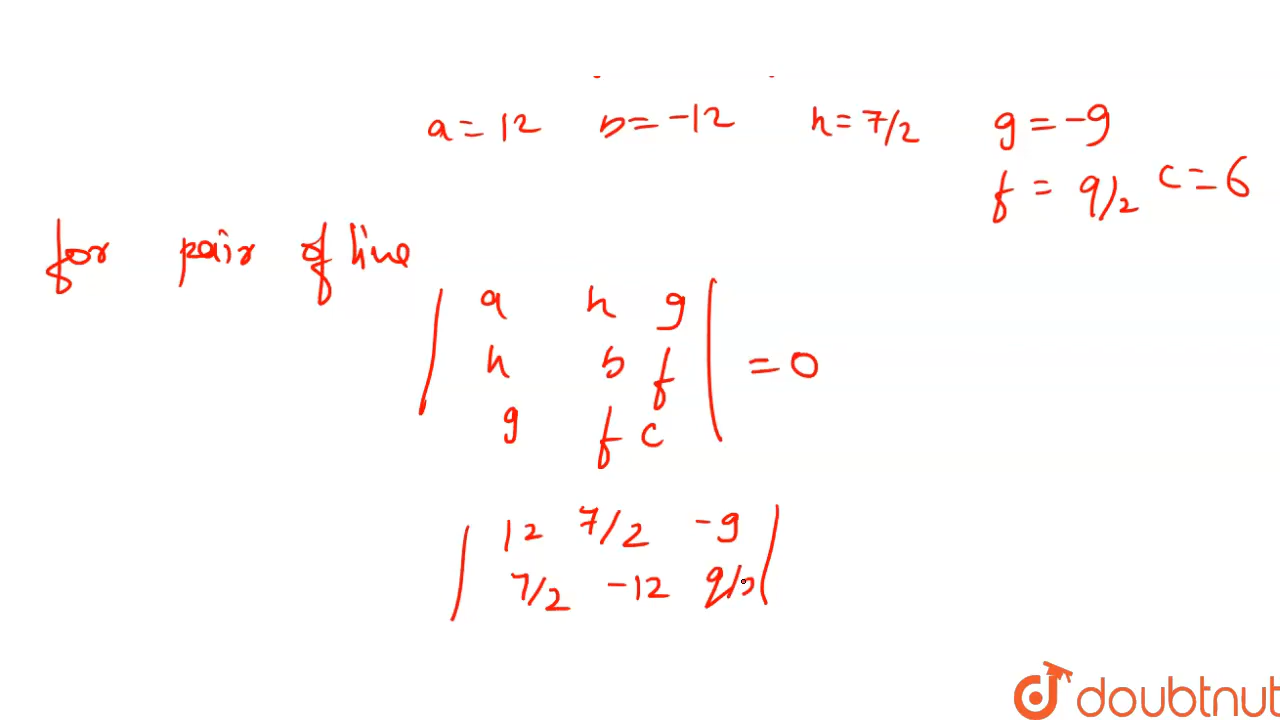 a = 12 b = -12 h = 7/2 g = -9
f = 9/2 c = 6
for pair of line
a h g
h b f = 0
g f c
12 7/2 -9
7/2 -12 9/2
doubtnut